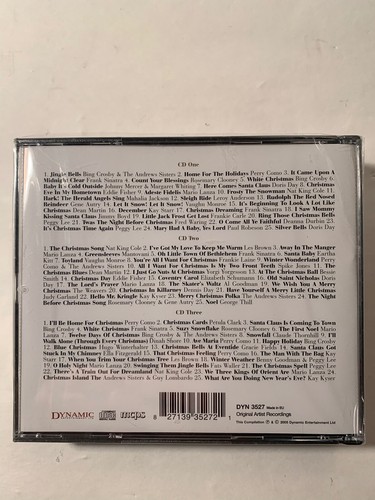 CD One
1. Jingle Bells Bing Crosby & The Andrews Sisters 2. Home For The Holidays Perry Como 3. It Came Upon A
Midnight Clear Frank Sinatra 4. Count Your Blessings Rosemary Clooney 5. White Christmas Bing Crosby 6.
Baby It's Cold Outside Johnny Mercer & Margaret Whiting 7. Here Comes Santa Claus Doris Day 8. Christmas
Eve In My Hometown Eddie Fisher 9. Adeste Fidelis Mario Lanza 10. Frosty The Snowman Nat King Cole 11.
Hark! The Herald Angels Sing Mahalia Jackson 12. Sleigh Ride Leroy Anderson 13. Rudolph The Red Nosed
Reindeer Gene Autry 14. Let It Snow! Let It Snow! Vaughn Monroe 15. It's Beginning To Look A Lot Like
Christmas Dean Martin 16. December Kay Starr 17. Christmas Dreaming Frank Sinatra 18. I Saw Mommy
Kissing Santa Claus Jimmy Boyd 19. Little Jack Frost Get Lost Frankie Carle 20. Ring Those Christmas Bells
Peggy Lee 21. Twas The Night Before Christmas Fred Waring 22. O Come All Ye Faithful Deanna Durbin 23.
It's Christmas Time Again Peggy Lee 24. Mary Had A Baby, Yes Lord Paul Robeson 25. Silver Bells Doris Day
CD Two
1. The Christmas Song Nat King Cole 2. I've Got My Love To Keep Me Warm Les Brown 3. Away In The Manger
Mario Lanza 4. Greensleeves Mantovani 5. Oh Little Town Of Bethlehem Frank Sinatra 6. Santa Baby Eartha
Kitt 7. Toyland Vaughn Monroe 8. You're All I Want For Christmas Frankie Laine 9. Winter Wonderland Perry
Como & The Andrews Sisters 10. All I Want For Christmas Is My Two Front Teeth Spike Jones 11. The
Christmas Blues Dean Martin 12. I Just Go Nuts At Christmas Yorgi Yorgesson 13. At The Christmas Ball Bessie
Smith 14. Christmas Day Eddie Fisher 15. Coventry Carol Elizabeth Schumann 16. Old Saint Nicholas Doris
Day 17. The Lord's Prayer Mario Lanza 18. The Skater's Waltz Al Goodman 19. We Wish You A Merry
Christmas The Weavers 20. Christmas In Killarney Dennis Day 21. Have Yourself A Merry Little Christmas
Judy Garland 22. Hello Mr. Kringle Kay Kyser 23. Merry Christmas Polka The Andrews Sisters 24. The Night
Before Christmas Song Rosemary Clooney & Gene Autry 25. Noel George Thill
CD Three
1. I'll Be Home For Christmas Perry Como 2. Christmas Cards Petula Clark 3. Santa Claus Is Coming To Town
Bing Crosby 4. White Christmas Frank Sinatra 5. Suzy Snowflake Rosemary Clooney 6. The First Noel Mario
Lanza 7. Twelve Days Of Christmas Bing Crosby & The Andrews Sisters 8. Snowfall Claude Thornhill 9. I'll
Walk Alone (Through Every Christmas) Dinah Shore 10. Ave Maria Perry Como 11. Happy Holiday Bing Crosby
12. Blue Christmas Hugo Winterhalter 13. Christmas Bells At Eventide Gracie Fields 14. Santa Claus Got
Stuck In My Chimney Ella Fitzgerald 15. That Christmas Feeling Perry Como 16. The Man With The Bag Kay
Starr 17. When You Trim Your Christmas Tree Les Brown 18. Winter Weather Benny Goodman & Peggy Lee
19. O Holy Night Mario Lanza 20. Swinging Them Jingle Bells Fats Waller 21. The Christmas Spell Peggy Lee
22. There's A Train Out For Dreamland Nat King Cole 23. We Three Kings Of Orient Are Mario Lanza 24.
Christmas Island The Andrews Sisters & Guy Lombardo 25. What Are You Doing New Year's Eve? Kay Kyser
DYNAMIC
COMPACT disc DIGITAL AUDIO
mcps
8 27139 35272 1
DYN 3527 Made In EU
Original Artist Recordings
This Compilation ℗ & © 2005 Dynamic Entertainment Ltd